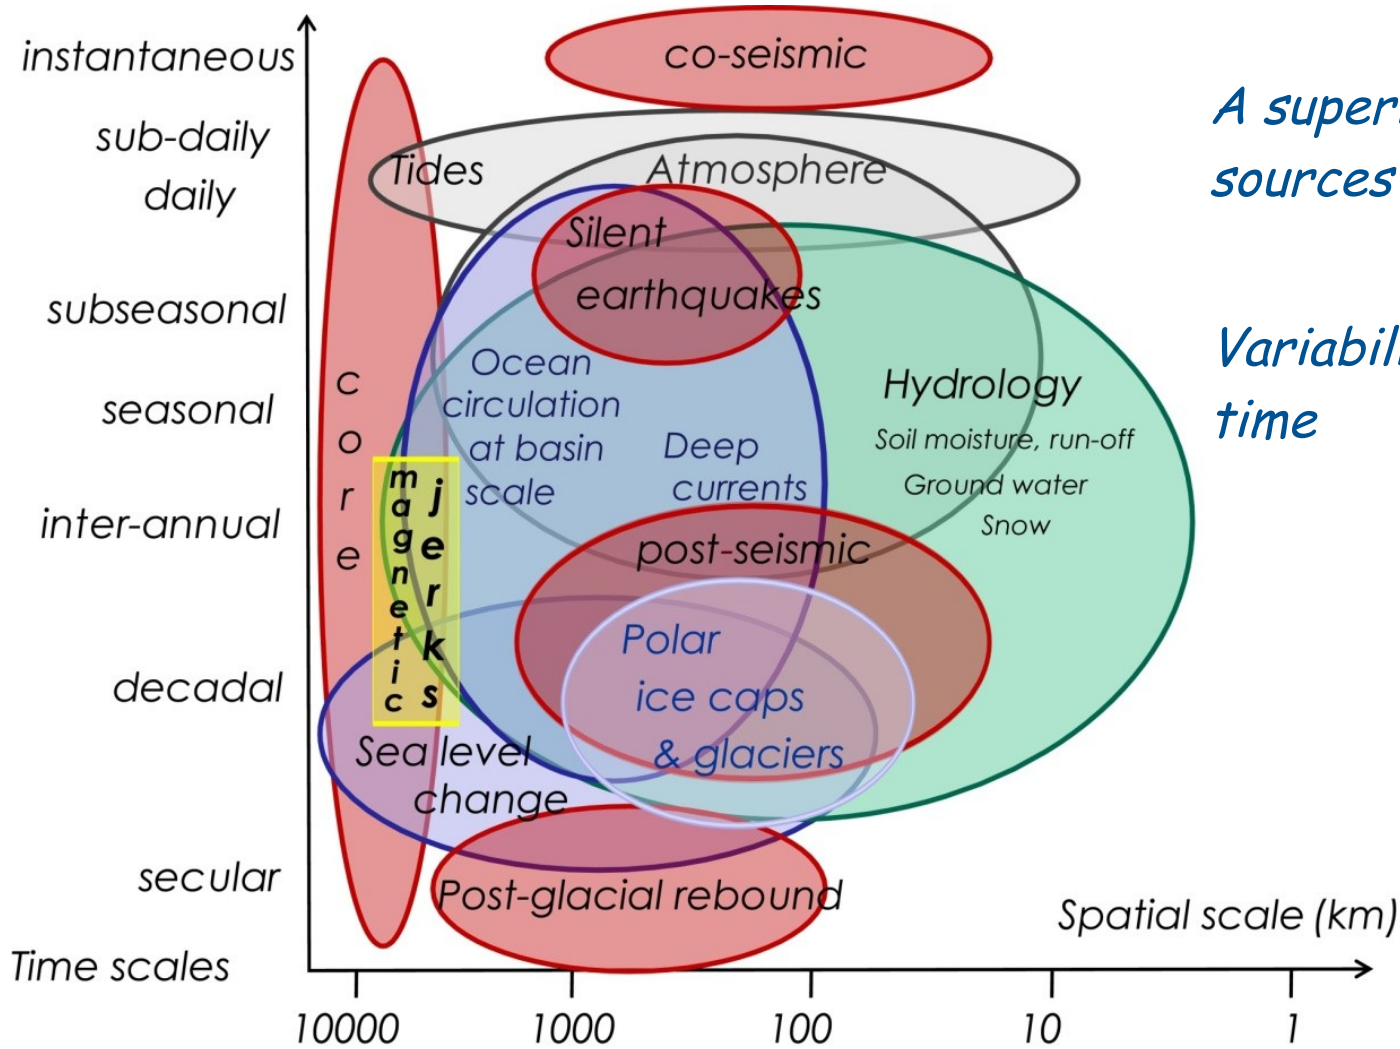 instantaneous
sub-daily
daily
subseasonal
seasonal
inter-annual
decadal
secular
Time scales
co-seismic
Tides
Atmosphere
Silent
earthquakes
core
magnetic
jerks
Ocean
circulation
at basin
scale
Deep
currents
Hydrology
Soil moisture, run-off
Ground water
Snow
post-seismic
Polar
ice caps
& glaciers
Sea level
change
Post-glacial rebound
Spatial scale (km)
10000 1000 100 10 1
A super
sources
Variabil
time